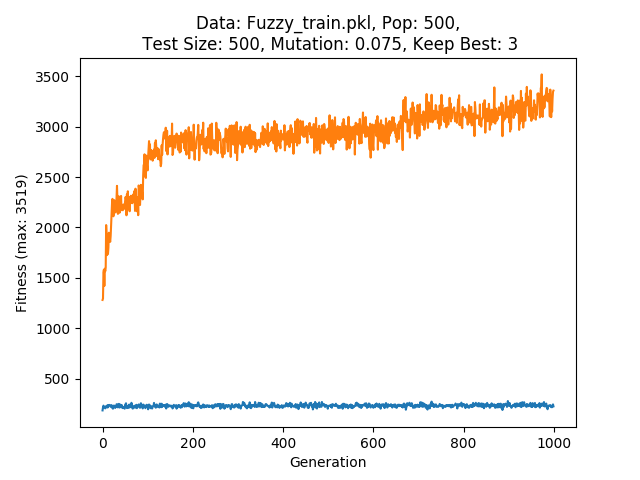 Data: Fuzzy_train.pkl, Pop: 500,
Test Size: 500, Mutation: 0.075, Keep Best: 3
3500
3000
2500
2000
1500
1000
500
Fitness (max: 3519)
0 200 400 600 800 1000
Generation